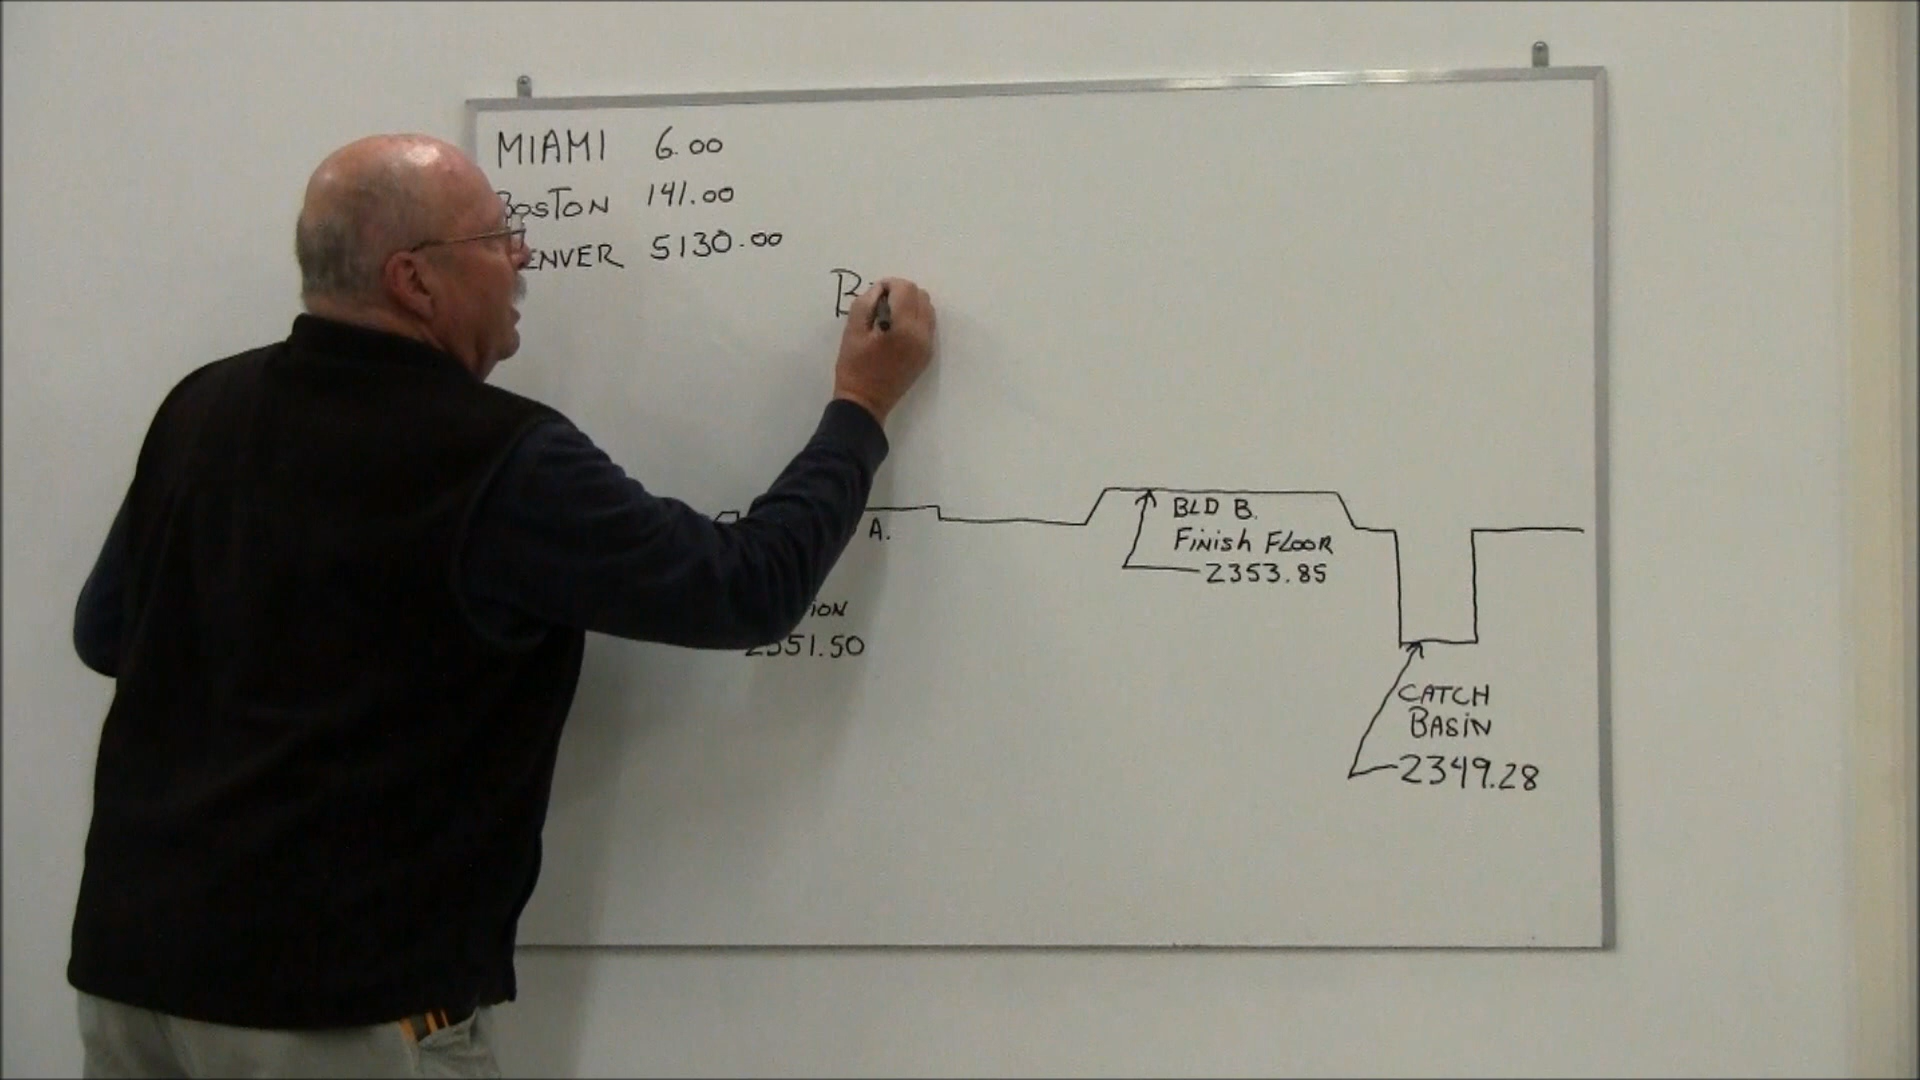 MIAMI 6.00
BOSTON 141.00
DENVER 5130.00
B
A.
2351.50
BLD B.
FINISH FLOOR
2353.85
CATCH
BASIN
2349.28